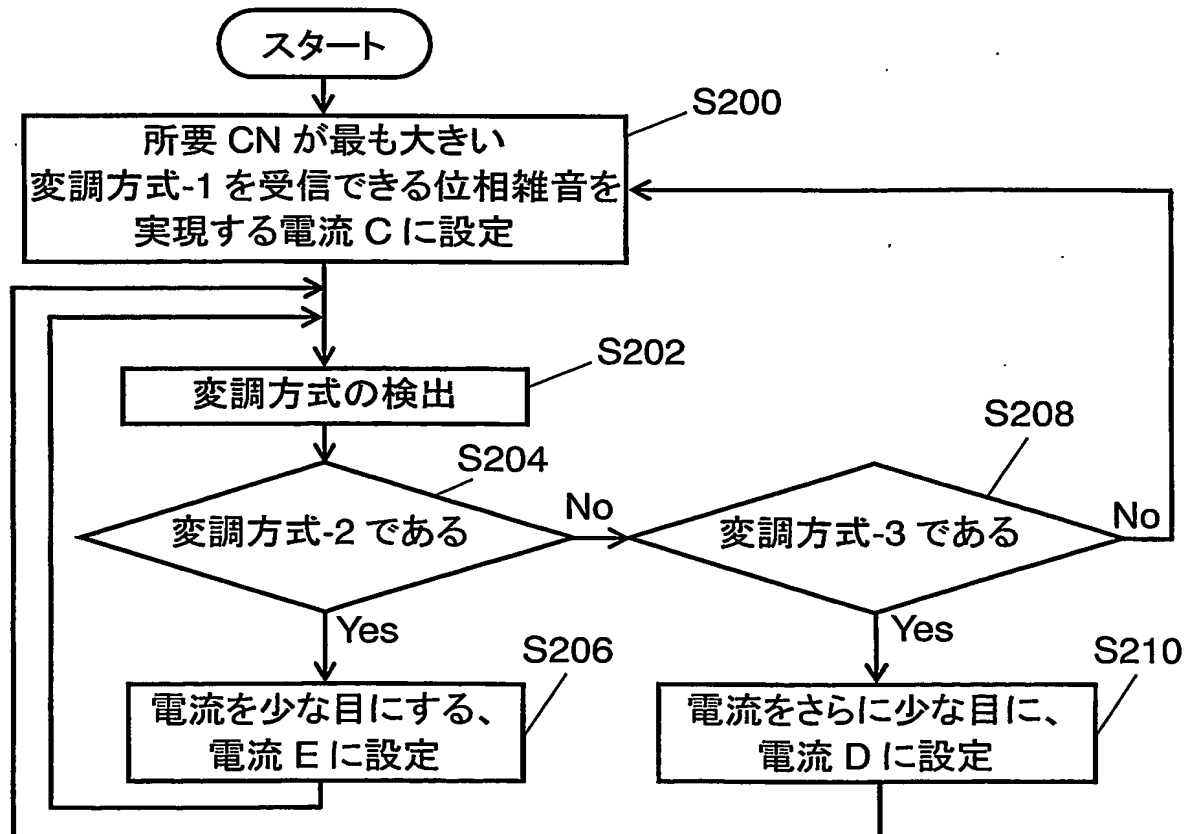 スタート
S200
所要 CN が最も大きい
変調方式-1 を受信できる位相雑音を
実現する電流 C に設定
S202
変調方式の検出
S204
変調方式-2 である
No
S208
変調方式-3 である
No
Yes
S206
電流を少な目にする、
電流 E に設定
Yes
S210
電流をさらに少な目に、
電流 D に設定